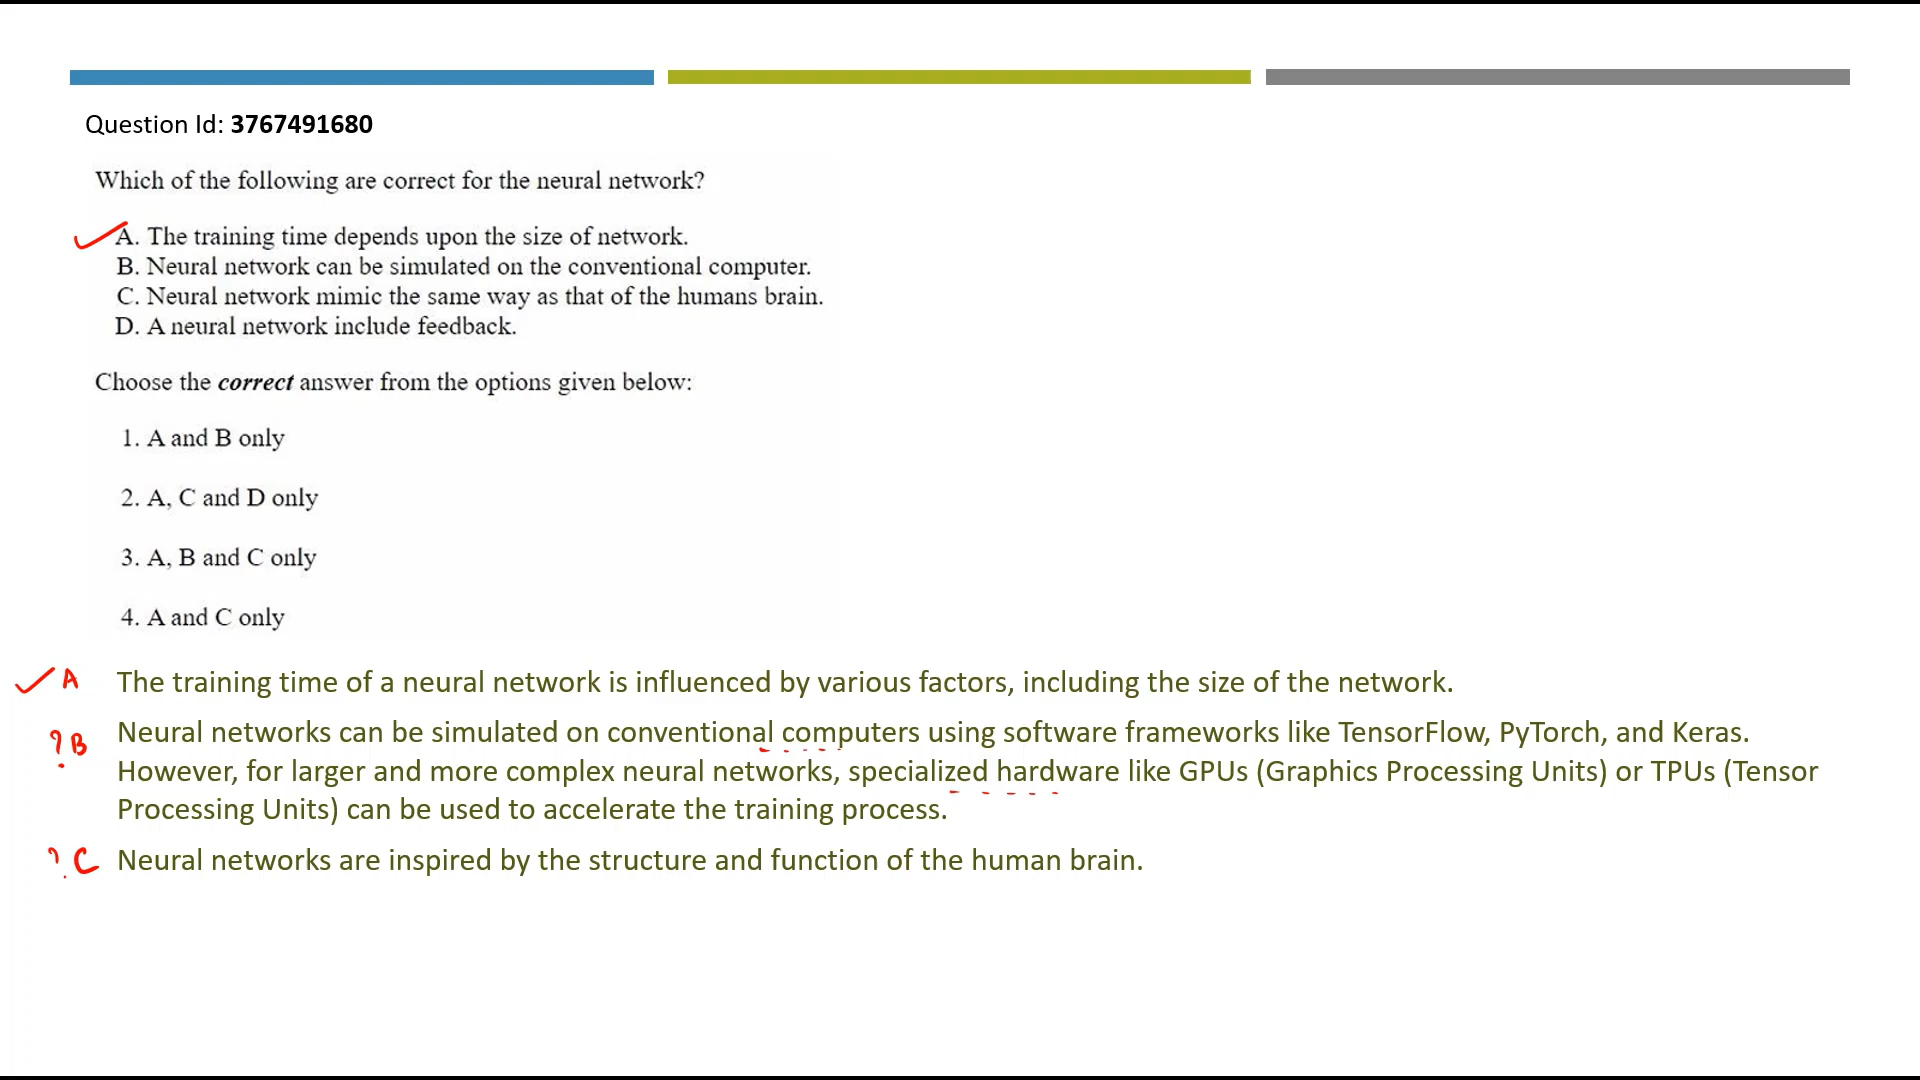 Question Id: 3767491680
Which of the following are correct for the neural network?
A. The training time depends upon the size of network.
B. Neural network can be simulated on the conventional computer.
C. Neural network mimic the same way as that of the humans brain.
D. A neural network include feedback.
Choose the correct answer from the options given below:
1. A and B only
2. A, C and D only
3. A, B and C only
4. A and C only
A The training time of a neural network is influenced by various factors, including the size of the network.
? B Neural networks can be simulated on conventional computers using software frameworks like TensorFlow, PyTorch, and Keras.
However, for larger and more complex neural networks, specialized hardware like GPUs (Graphics Processing Units) or TPUs (Tensor
Processing Units) can be used to accelerate the training process.
? C Neural networks are inspired by the structure and function of the human brain.